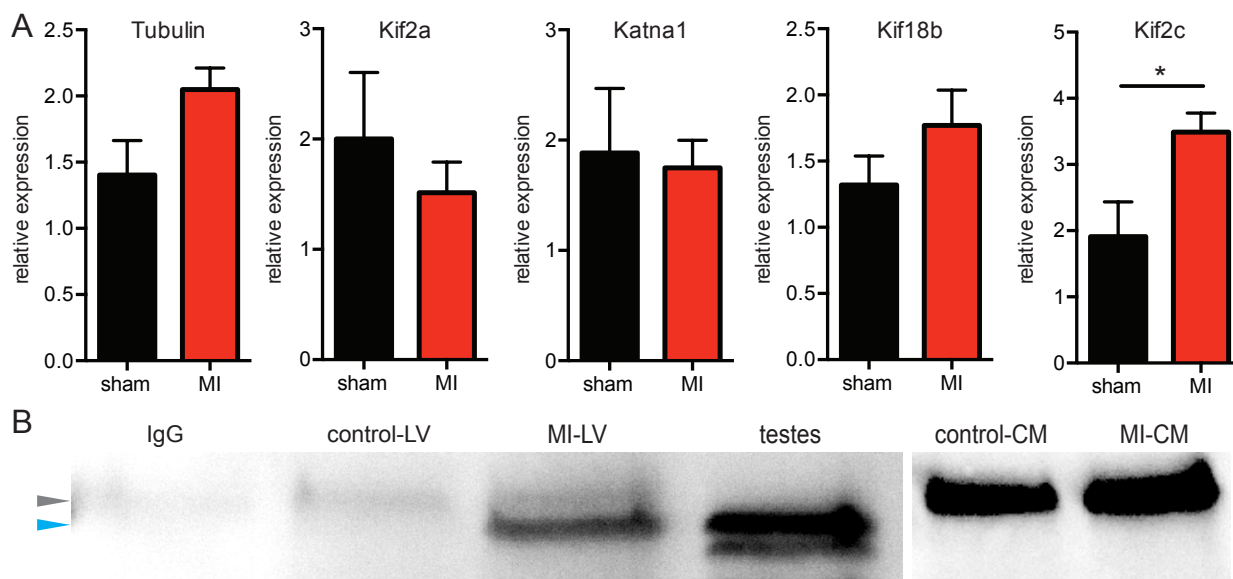 A
Tubulin
relative expression
2.5
2.0
1.5
1.0
0.5
0.0
sham MI
Kif2a
relative expression
3
2
1
0
sham MI
Katna1
relative expression
3
2
1
0
sham MI
Kif18b
relative expression
2.5
2.0
1.5
1.0
0.5
0.0
sham MI
Kif2c
relative expression
5
4
3
2
1
0
*
sham MI
B
IgG control-LV MI-LV testes control-CM MI-CM